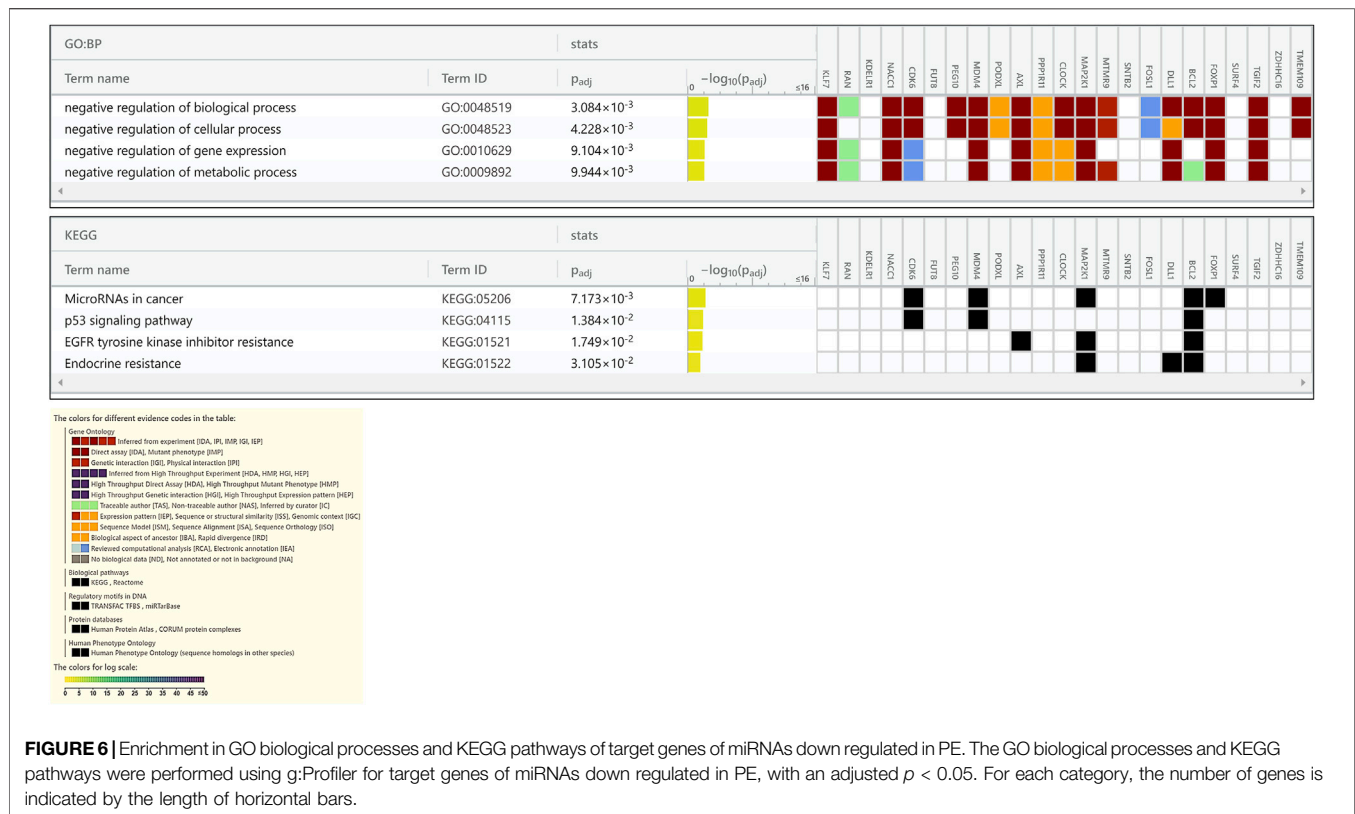 GO:BP stats
Term name Term ID padj −log10(padj)
0 ≤16
KLF7 RAN KDELR1 NACC1 CDK6 FUT8 PEG10 MDM4 PODXL AXL PPP1R11 CLOCK MAP2K1 MTMR9 SNTB2 FOSL1 DLL1 BCL2 FOXP1 SURF4 TGIF2 ZDHHC16 TMEM109
negative regulation of biological process GO:0048519 3.084×10-3
negative regulation of cellular process GO:0048523 4.228×10-3
negative regulation of gene expression GO:0010629 9.104×10-3
negative regulation of metabolic process GO:0009892 9.944×10-3
KEGG stats
Term name Term ID padj −log10(padj)
0 ≤16
KLF7 RAN KDELR1 NACC1 CDK6 FUT8 PEG10 MDM4 PODXL AXL PPP1R11 CLOCK MAP2K1 MTMR9 SNTB2 FOSL1 DLL1 BCL2 FOXP1 SURF4 TGIF2 ZDHHC16 TMEM109
MicroRNAs in cancer KEGG:05206 7.173×10-3
p53 signaling pathway KEGG:04115 1.384×10-2
EGFR tyrosine kinase inhibitor resistance KEGG:01521 1.749×10-2
Endocrine resistance KEGG:01522 3.105×10-2
The colors for different evidence codes in the table:
Gene Ontology
Inferred from experiment [IDA, IPI, IMP, IGI, IEP]
Direct assay [IDA], Mutant phenotype [IMP]
Genetic interaction [IGI], Physical interaction [IPI]
Inferred from High Throughput Experiment [HDA, HMP, HGI, HEP]
High Throughput Direct Assay [HDA], High Throughput Mutant Phenotype [HMP]
High Throughput Genetic interaction [HGI], High Throughput Expression pattern [HEP]
Traceable author [TAS], Non-traceable author [NAS], Inferred by curator [IC]
Expression pattern [IEP], Sequence or structural similarity [ISS], Genomic context [IGC]
Sequence Model [ISM], Sequence Alignment [ISA], Sequence Orthology [ISO]
Biological aspect of ancestor [IBA], Rapid divergence [IRD]
Reviewed computational analysis [RCA], Electronic annotation [IEA]
No biological data [ND], Not annotated or not in background [NA]
Biological pathways
KEGG , Reactome
Regulatory motifs in DNA
TRANSFAC TFBS , miRTarBase
Protein databases
Human Protein Atlas , CORUM protein complexes
Human Phenotype Ontology
Human Phenotype Ontology (sequence homologs in other species)
The colors for log scale:
0 5 10 15 20 25 30 35 40 45 ≤50
FIGURE 6 | Enrichment in GO biological processes and KEGG pathways of target genes of miRNAs down regulated in PE. The GO biological processes and KEGG
pathways were performed using g:Profiler for target genes of miRNAs down regulated in PE, with an adjusted p < 0.05. For each category, the number of genes is
indicated by the length of horizontal bars.